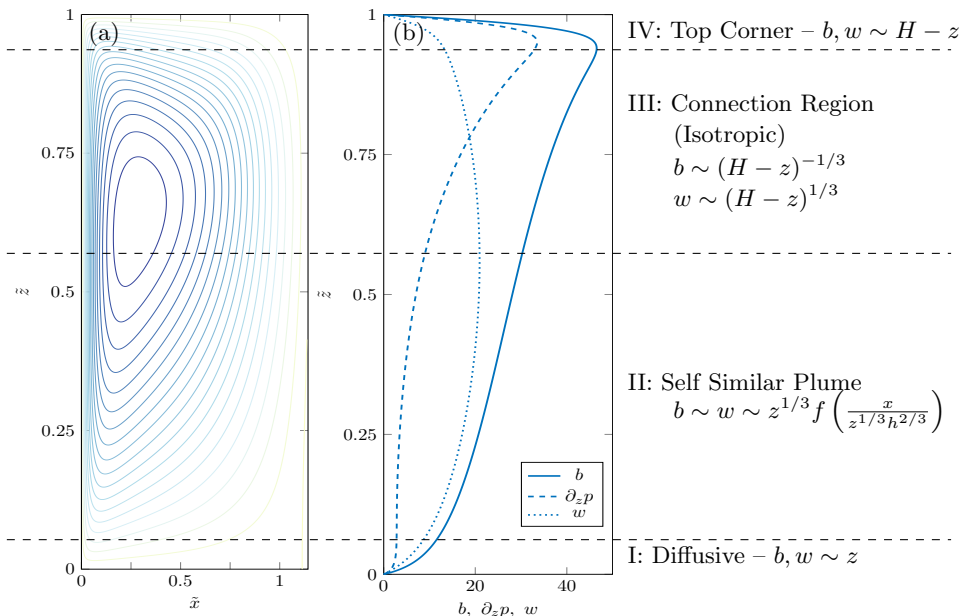 (a)
1
0.75
0.5
0.25
0
z̃
0
0.5
1
x̃
(b)
1
0.75
0.5
0.25
0
z̃
0
20
40
b, ∂_z p, w
b
∂_z p
w
IV: Top Corner – b, w ∼ H − z
III: Connection Region
(Isotropic)
b ∼ (H − z)^{−1/3}
w ∼ (H − z)^{1/3}
II: Self Similar Plume
b ∼ w ∼ z^{1/3} f ( x / z^{1/3} h^{2/3} )
I: Diffusive – b, w ∼ z